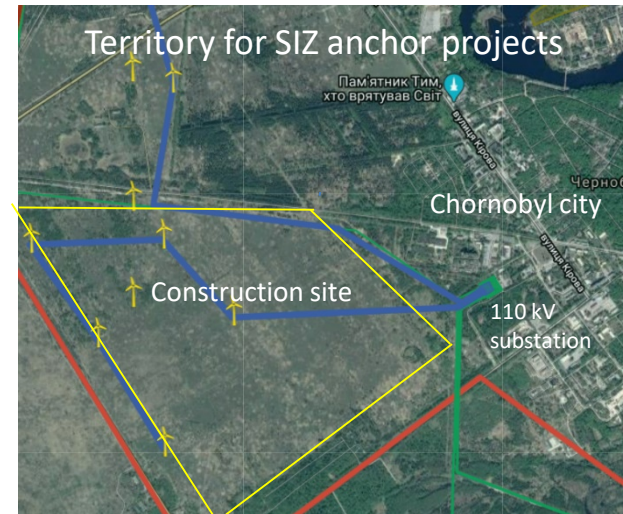 Territory for SIZ anchor projects
Пам'ятник Тим,
хто врятував Світ
вулиця Кірова
Черноб
Chornobyl city
вулиця Кірова
Construction site
110 kV
substation